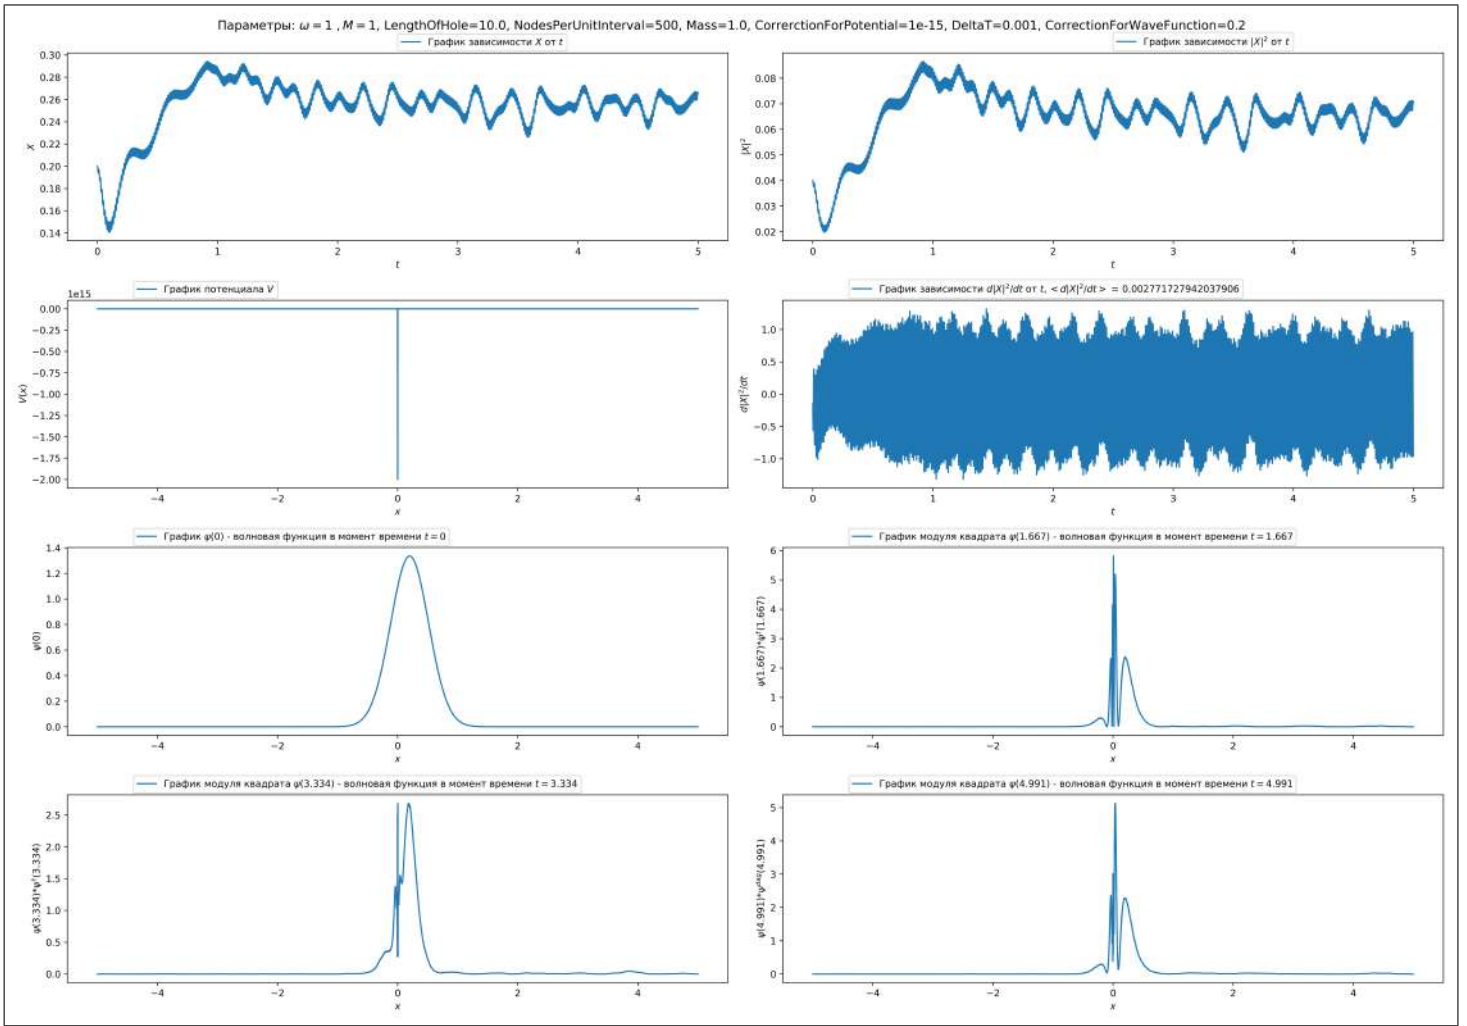 Параметры: ω = 1 , M = 1, LengthOfHole=10.0, NodesPerUnitInterval=500, Mass=1.0, CorrerctionForPotential=1e-15, DeltaT=0.001, CorrectionForWaveFunction=0.2
График зависимости X от t
0.30
0.28
0.26
0.24
0.22
0.20
0.18
0.16
0.14
X
0 1 2 3 4 5
t
График зависимости |X|² от t
0.08
0.07
0.06
0.05
0.04
0.03
0.02
|X|²
0 1 2 3 4 5
t
График потенциала V
1e15
0.00
−0.25
−0.50
−0.75
−1.00
−1.25
−1.50
−1.75
−2.00
V(x)
−4 −2 0 2 4
x
График зависимости d|X|²/dt от t, < d|X|²/dt > = 0.002771727942037906
1.0
0.5
0.0
−0.5
−1.0
d|X|²/dt
0 1 2 3 4 5
t
График ψ(0) - волновая функция в момент времени t = 0
1.4
1.2
1.0
0.8
0.6
0.4
0.2
0.0
ψ(0)
−4 −2 0 2 4
x
График модуля квадрата ψ(1.667) - волновая функция в момент времени t = 1.667
6
5
4
3
2
1
0
ψ(1.667)*ψ†(1.667)
−4 −2 0 2 4
x
График модуля квадрата ψ(3.334) - волновая функция в момент времени t = 3.334
2.5
2.0
1.5
1.0
0.5
0.0
ψ(3.334)*ψ†(3.334)
−4 −2 0 2 4
x
График модуля квадрата ψ(4.991) - волновая функция в момент времени t = 4.991
5
4
3
2
1
0
−4 −2 0 2 4
x